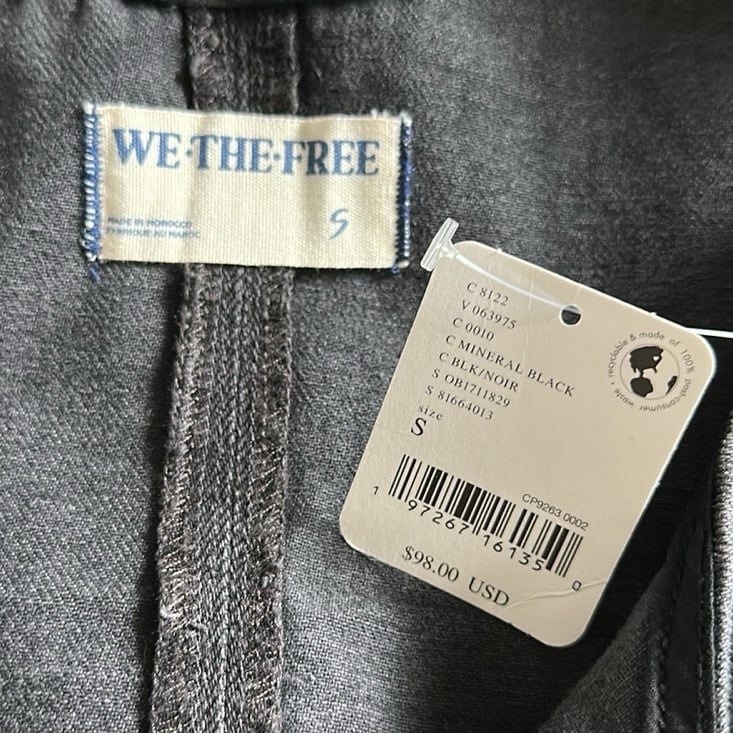 WE·THE·FREE
S
MADE IN MOROCCO
FABRIQUE AU MAROC
C 8122
V 063975
C 0010
C MINERAL BLACK
C BLK/NOIR
S OB1711829
S 81664013
size
S
recyclable & made of 100% post-consumer waste •
CP9263 0002
1 97267 16135 0
$98.00 USD